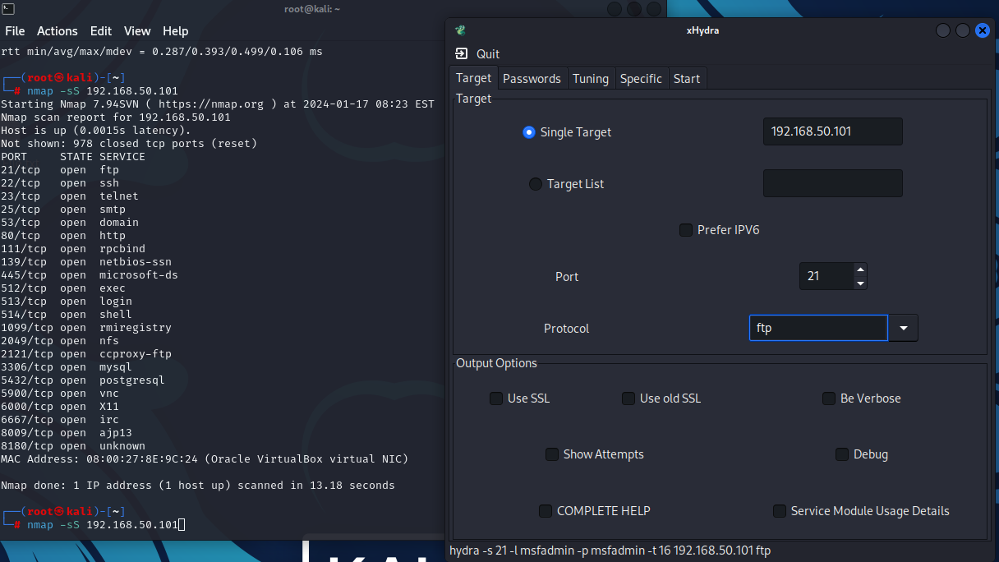 root@kali: ~
File Actions Edit View Help
rtt min/avg/max/mdev = 0.287/0.393/0.499/0.106 ms
(root㉿kali)-[~]
# nmap -sS 192.168.50.101
Starting Nmap 7.94SVN ( https://nmap.org ) at 2024-01-17 08:23 EST
Nmap scan report for 192.168.50.101
Host is up (0.0015s latency).
Not shown: 978 closed tcp ports (reset)
PORT STATE SERVICE
21/tcp open ftp
22/tcp open ssh
23/tcp open telnet
25/tcp open smtp
53/tcp open domain
80/tcp open http
111/tcp open rpcbind
139/tcp open netbios-ssn
445/tcp open microsoft-ds
512/tcp open exec
513/tcp open login
514/tcp open shell
1099/tcp open rmiregistry
2049/tcp open nfs
2121/tcp open ccproxy-ftp
3306/tcp open mysql
5432/tcp open postgresql
5900/tcp open vnc
6000/tcp open X11
6667/tcp open irc
8009/tcp open ajp13
8180/tcp open unknown
MAC Address: 08:00:27:8E:9C:24 (Oracle VirtualBox virtual NIC)
Nmap done: 1 IP address (1 host up) scanned in 13.18 seconds
(root㉿kali)-[~]
# nmap -sS 192.168.50.101
xHydra
Quit
Target Passwords Tuning Specific Start
Target
Single Target 192.168.50.101
Target List
Prefer IPV6
Port 21
Protocol ftp
Output Options
Use SSL Use old SSL Be Verbose
Show Attempts Debug
COMPLETE HELP Service Module Usage Details
hydra -s 21 -l msfadmin -p msfadmin -t 16 192.168.50.101 ftp